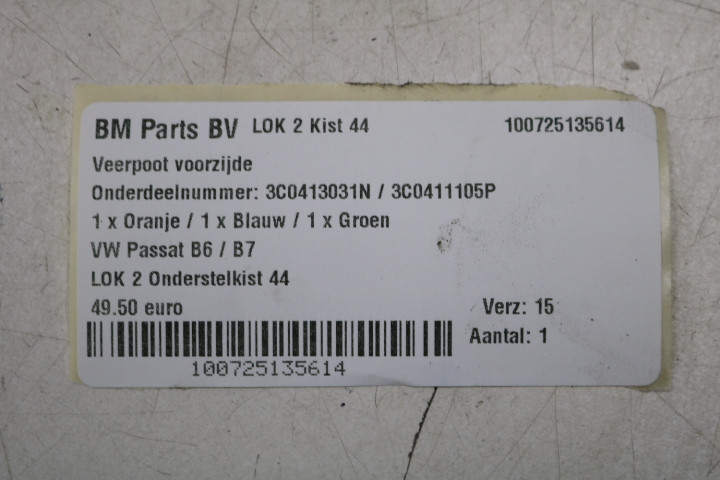 BM Parts BV LOK 2 Kist 44 100725135614
Veerpoot voorzijde
Onderdeelnummer: 3C0413031N / 3C0411105P
1 x Oranje / 1 x Blauw / 1 x Groen
VW Passat B6 / B7
LOK 2 Onderstelkist 44
49.50 euro Verz: 15
Aantal: 1
100725135614